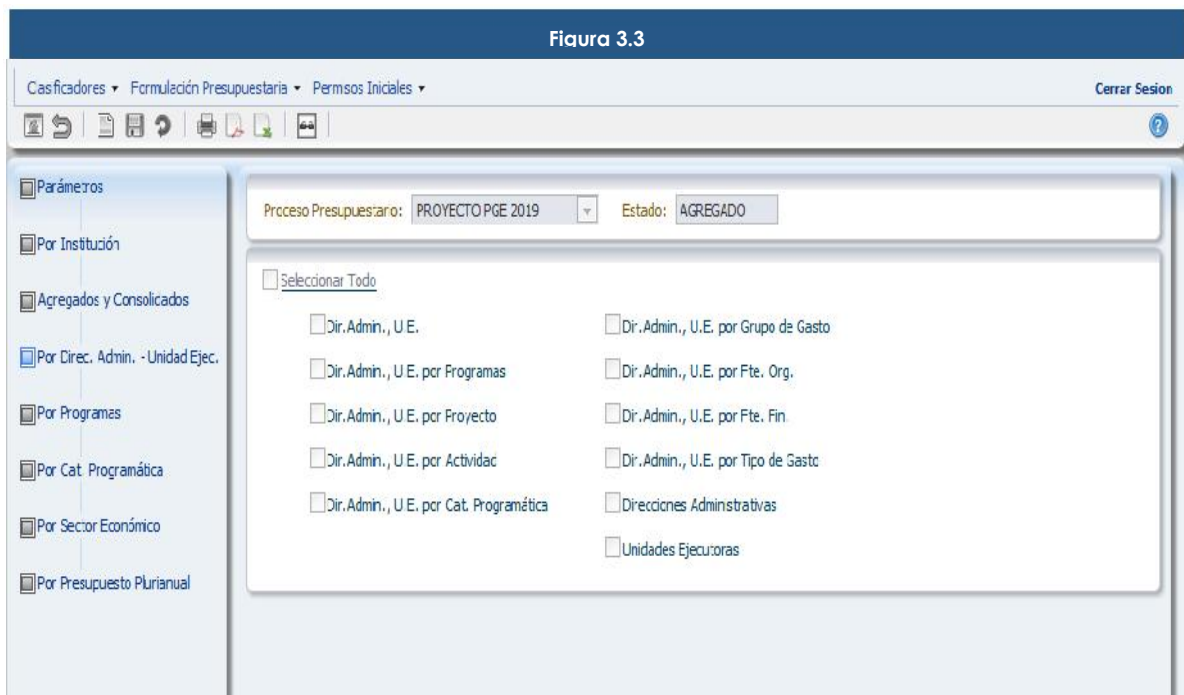 Figura 3.3
Casficadores Formulación Presupuestaria Permsos Iniciales Cerrar Sesion
Parámetros
Por Institución
Agregados y Consolicados
Por Direc. Admin. - Unidad Ejec.
Por Programas
Por Cat. Programática
Por Sector Económico
Por Presupuesto Plurianual
Proceso Presupuestario: PROYECTO PGE 2019 Estado: AGREGADO
Seleccionar Todo
Dir.Admin., U.E.
Dir.Admin., U.E. por Programas
Dir.Admin., U.E. por Proyecto
Dir.Admin., U.E. por Actividad
Dir.Admin., U.E. por Cat. Programática
Dir.Admin., U.E. por Grupo de Gasto
Dir.Admin., U.E. por Fte. Org.
Dir.Admin., U.E. por Fte. Fin.
Dir.Admin., U.E. por Tipo de Gasto
Direcciones Adminstrativas
Unidades Ejecutoras